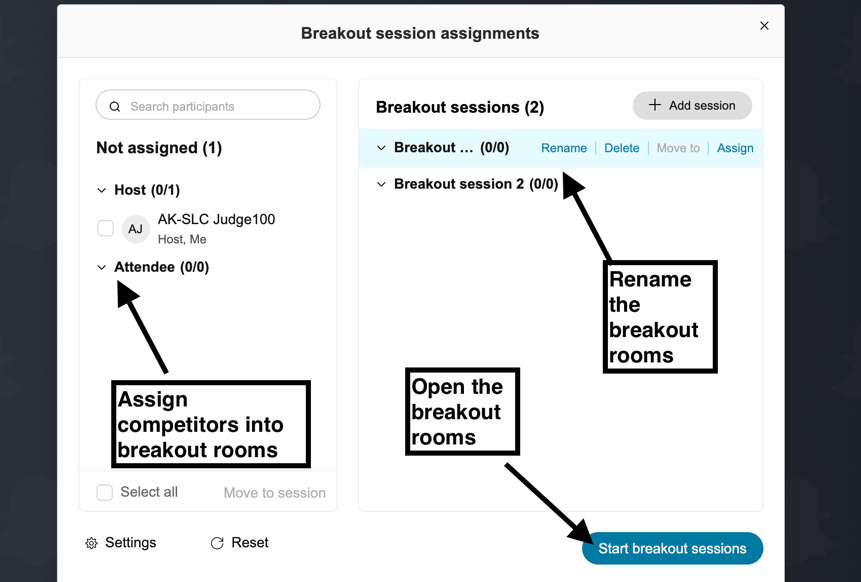 Breakout session assignments
Search participants
Not assigned (1)
Host (0/1)
AJ
AK-SLC Judge100
Host, Me
Attendee (0/0)
Assign
competitors into
breakout rooms
Select all
Move to session
Settings
Reset
Breakout sessions (2)
Add session
Breakout ... (0/0)
Rename
Delete
Move to
Assign
Breakout session 2 (0/0)
Rename
the
breakout
rooms
Open the
breakout
rooms
Start breakout sessions